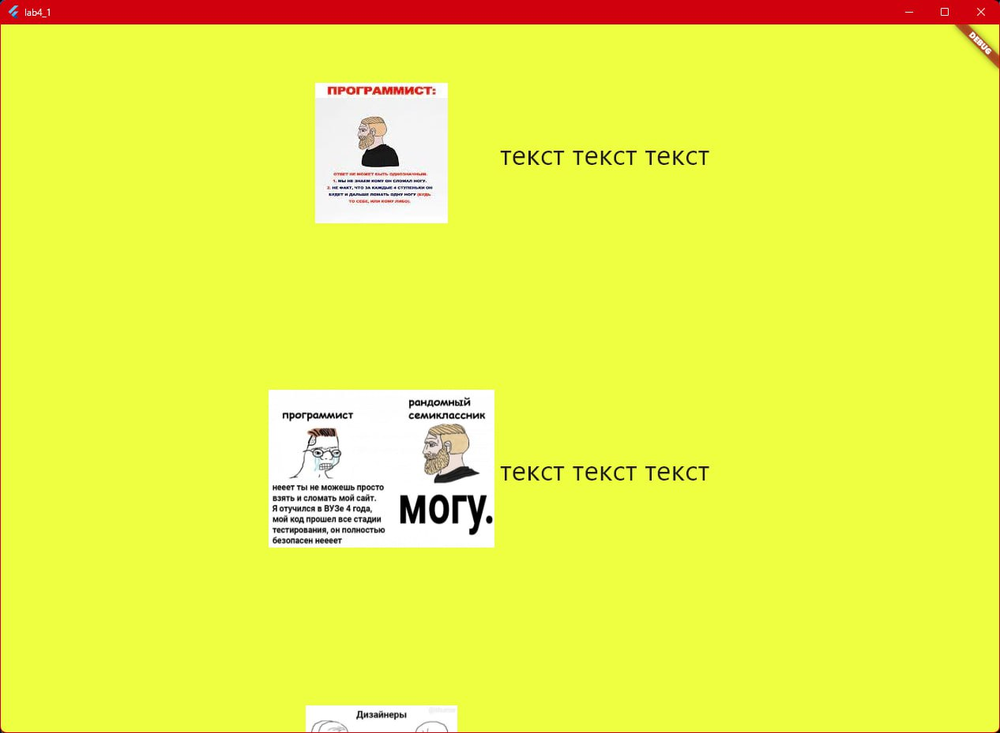 lab4_1
DEBUG
ПРОГРАММИСТ:
ОТВЕТ НЕ МОЖЕТ БЫТЬ ОДНОЗНАЧНЫМ.
1. МЫ НЕ ЗНАЕМ КОМУ ОН СЛОМАЛ НОГУ.
2. НЕ ФАКТ, ЧТО ЗА КАЖДЫЕ 4 СТУПЕНЬКИ ОН
БУДЕТ И ДАЛЬШЕ ЛОМАТЬ ОДНУ НОГУ (БУДЬ
ТО СЕБЕ, ИЛИ КОМУ ЛИБО).
текст текст текст
программист
рандомный
семиклассник
нееет ты не можешь просто
взять и сломать мой сайт.
Я отучился в ВУЗе 4 года,
мой код прошел все стадии
тестирования, он полностью
безопасен неееет
могу.
текст текст текст
Дизайнеры